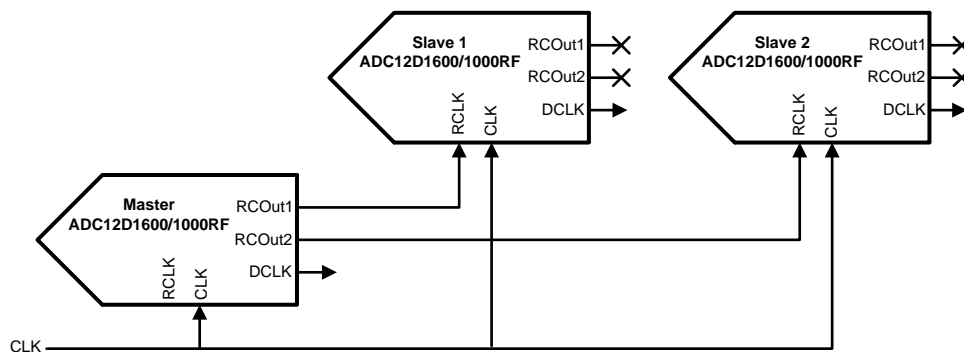 Slave 1
ADC12D1600/1000RF
RCOut1
RCOut2
DCLK
RCLK
CLK
Slave 2
ADC12D1600/1000RF
RCOut1
RCOut2
DCLK
RCLK
CLK
Master
ADC12D1600/1000RF
RCOut1
RCOut2
DCLK
RCLK
CLK
CLK